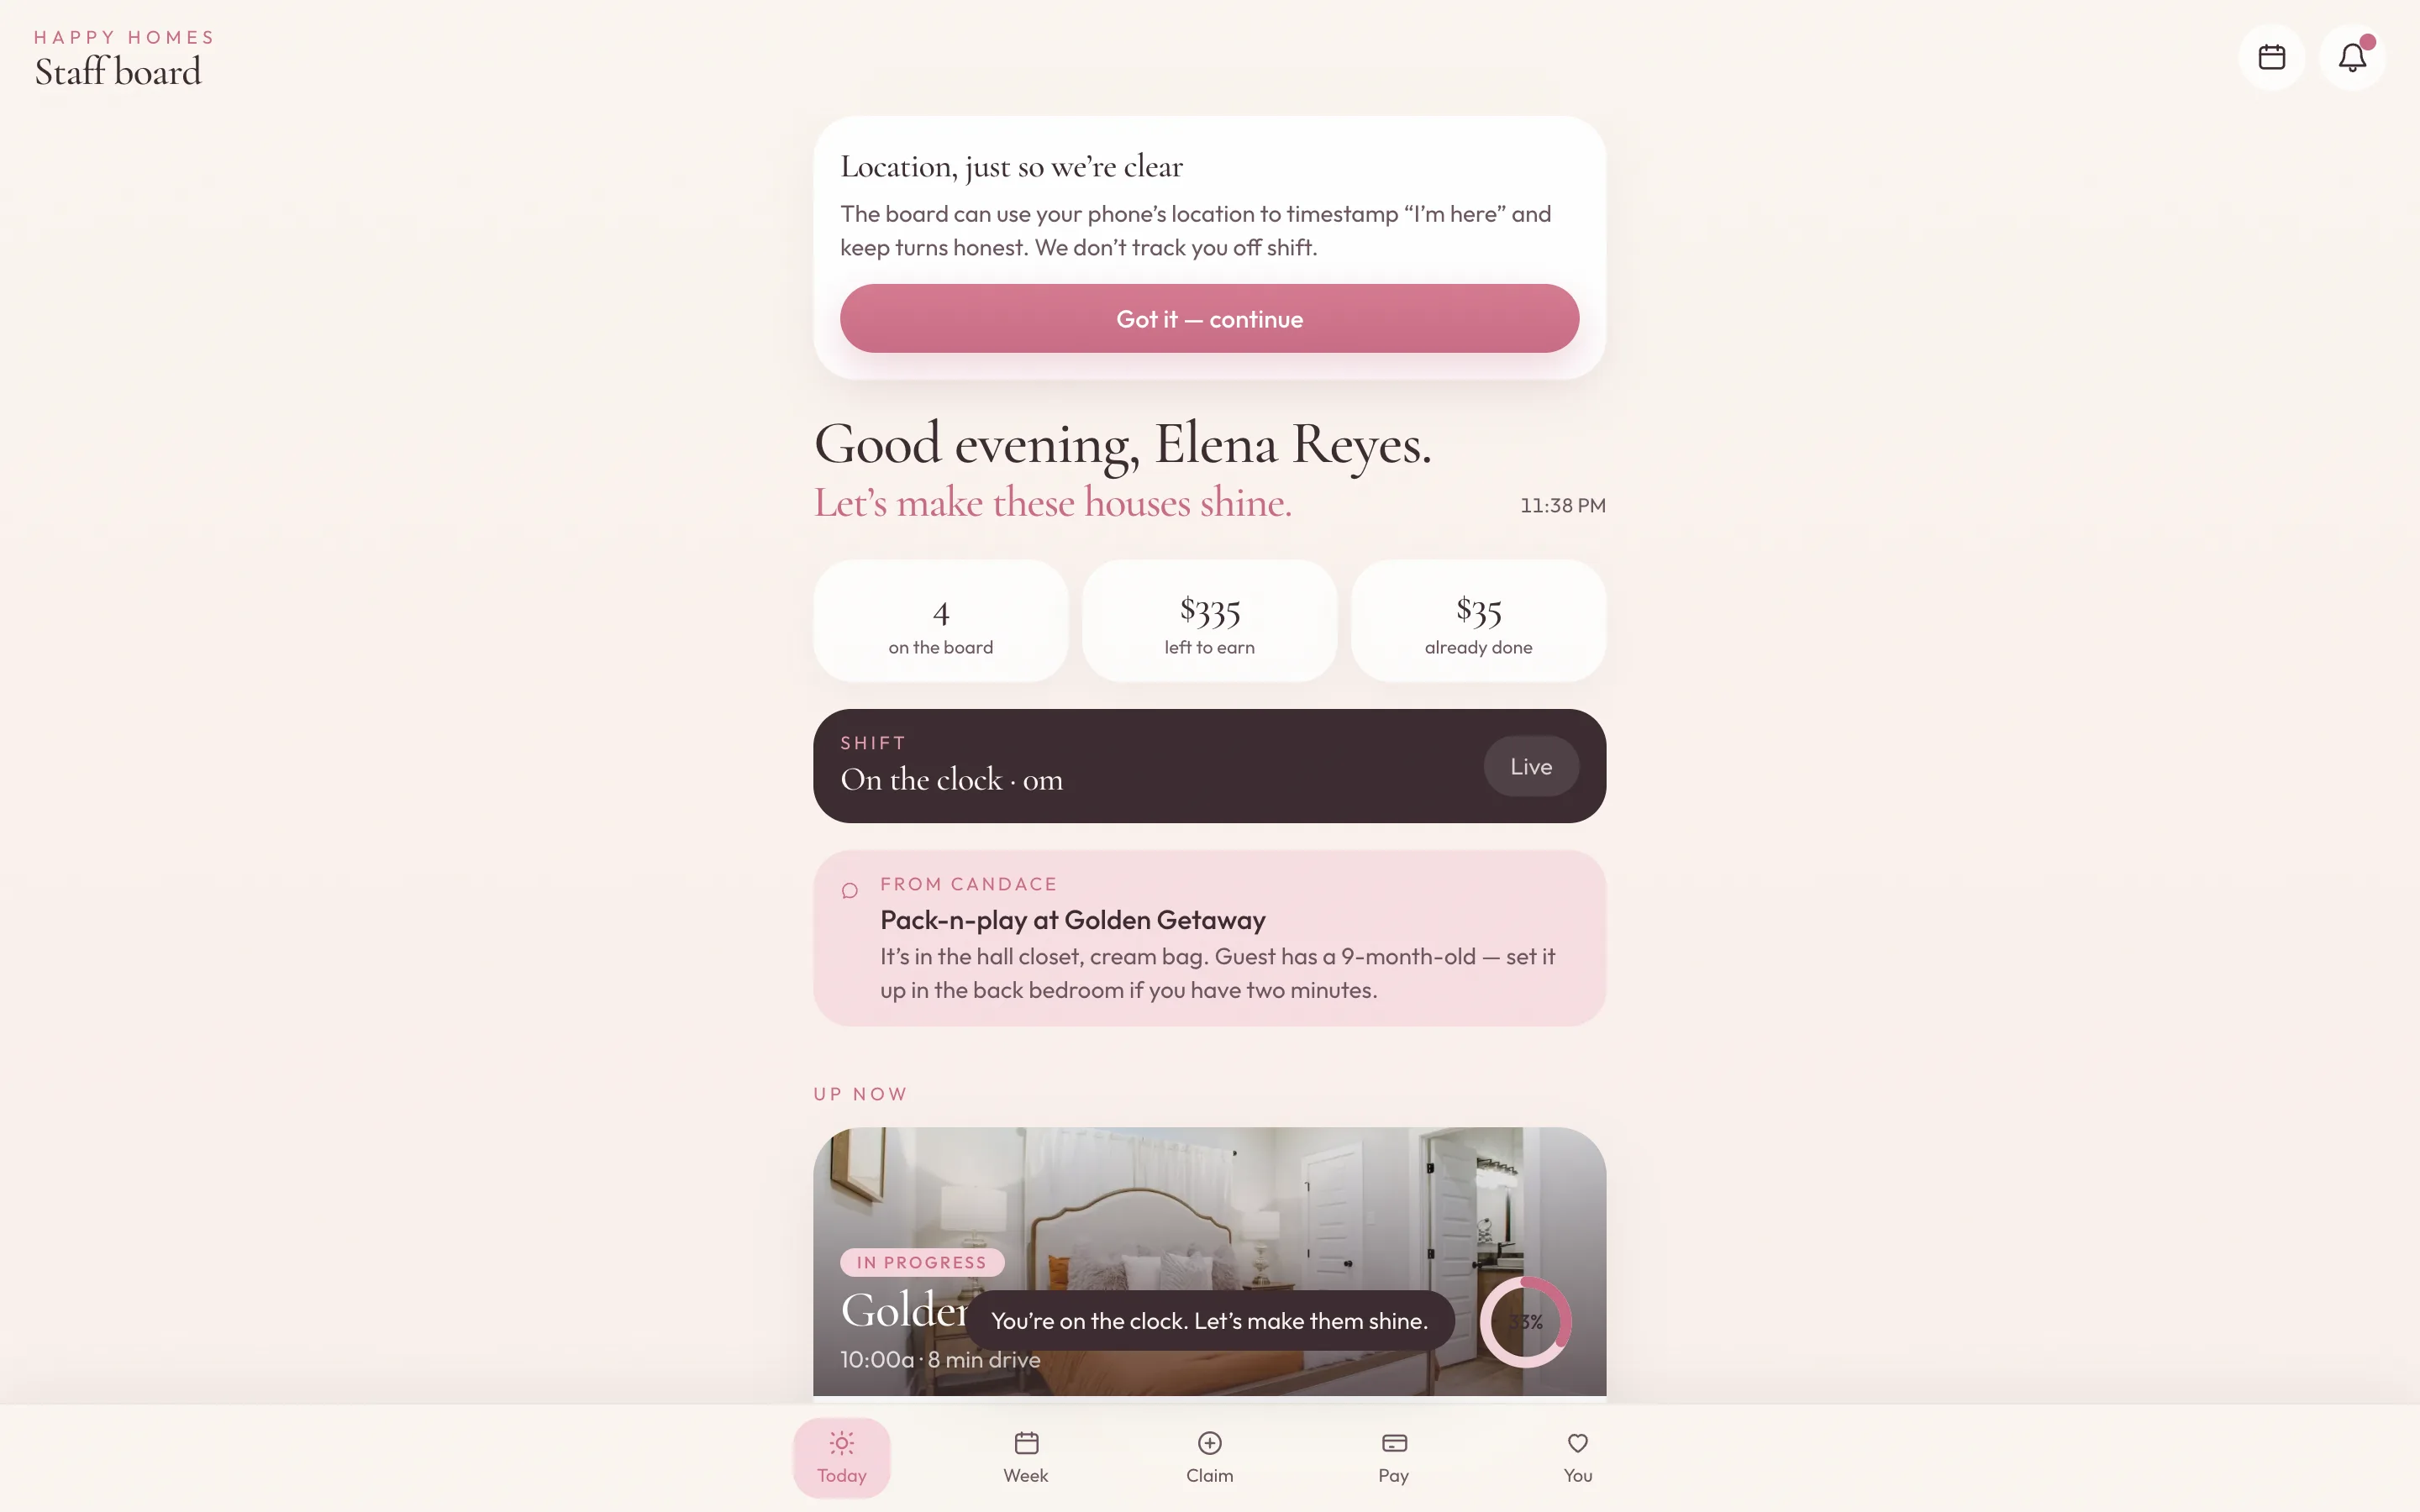 HAPPY HOMES
Staff board
Location, just so we’re clear
The board can use your phone’s location to timestamp “I’m here” and
keep turns honest. We don’t track you off shift.
Got it — continue
Good evening, Elena Reyes.
Let’s make these houses shine.
11:38 PM
4
on the board
$335
left to earn
$35
already done
SHIFT
On the clock · 0m
Live
FROM CANDACE
Pack-n-play at Golden Getaway
It’s in the hall closet, cream bag. Guest has a 9-month-old — set it
up in the back bedroom if you have two minutes.
UP NOW
IN PROGRESS
Golden
You’re on the clock. Let’s make them shine.
33%
10:00a · 8 min drive
Today
Week
Claim
Pay
You